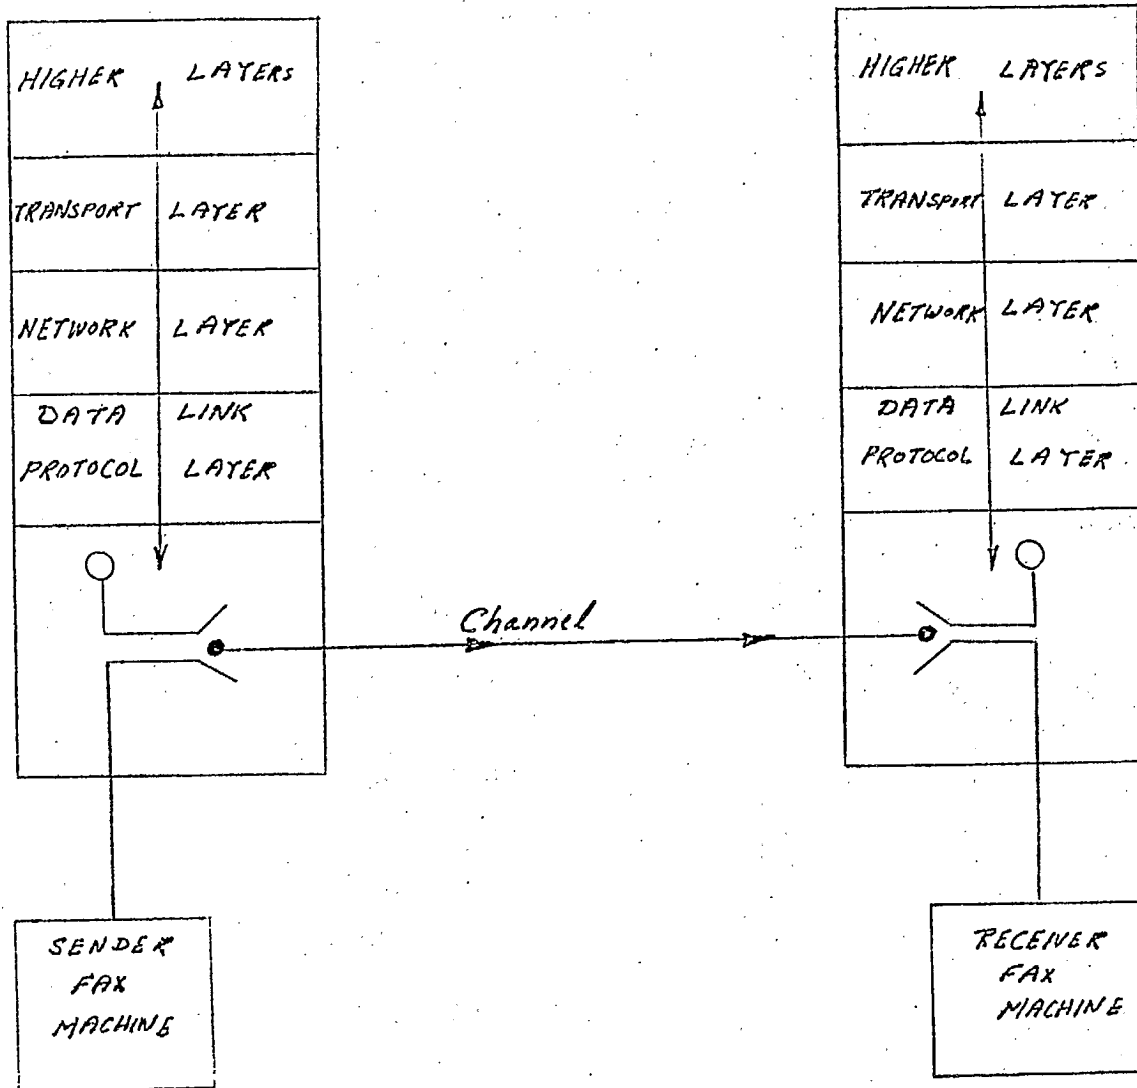 HIGHER LAYERS
TRANSPORT LAYER
NETWORK LAYER
DATA LINK
PROTOCOL LAYER
SENDER
FAX
MACHINE
Channel
HIGHER LAYERS
TRANSPORT LAYER
NETWORK LAYER
DATA LINK
PROTOCOL LAYER
RECEIVER
FAX
MACHINE